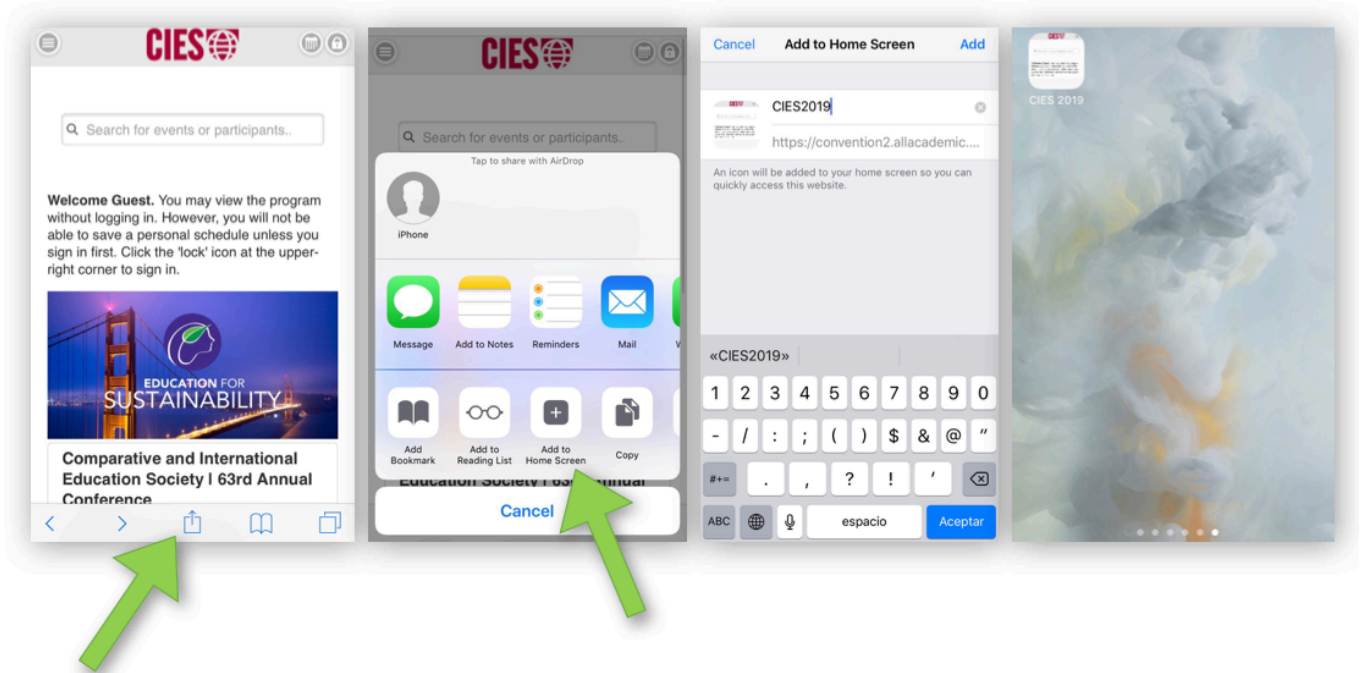 CIES
Search for events or participants..
Welcome Guest. You may view the program
without logging in. However, you will not be
able to save a personal schedule unless you
sign in first. Click the 'lock' icon at the upper-
right corner to sign in.
EDUCATION FOR
SUSTAINABILITY
Comparative and International
Education Society | 63rd Annual
Conference
CIES
Search for events or participants..
Tap to share with AirDrop
iPhone
Message
Add to Notes
Reminders
Mail
Add
Bookmark
Add to
Reading List
Add to
Home Screen
Copy
Education Society | 63rd Annual
Cancel
Cancel
Add to Home Screen
Add
CIES2019
https://convention2.allacademic....
An icon will be added to your home screen so you can
quickly access this website.
«CIES2019»
1 2 3 4 5 6 7 8 9 0
- / : ; ( ) $ & @ "
#+= . , ? ! '
ABC espacio Aceptar
CIES
CIES 2019